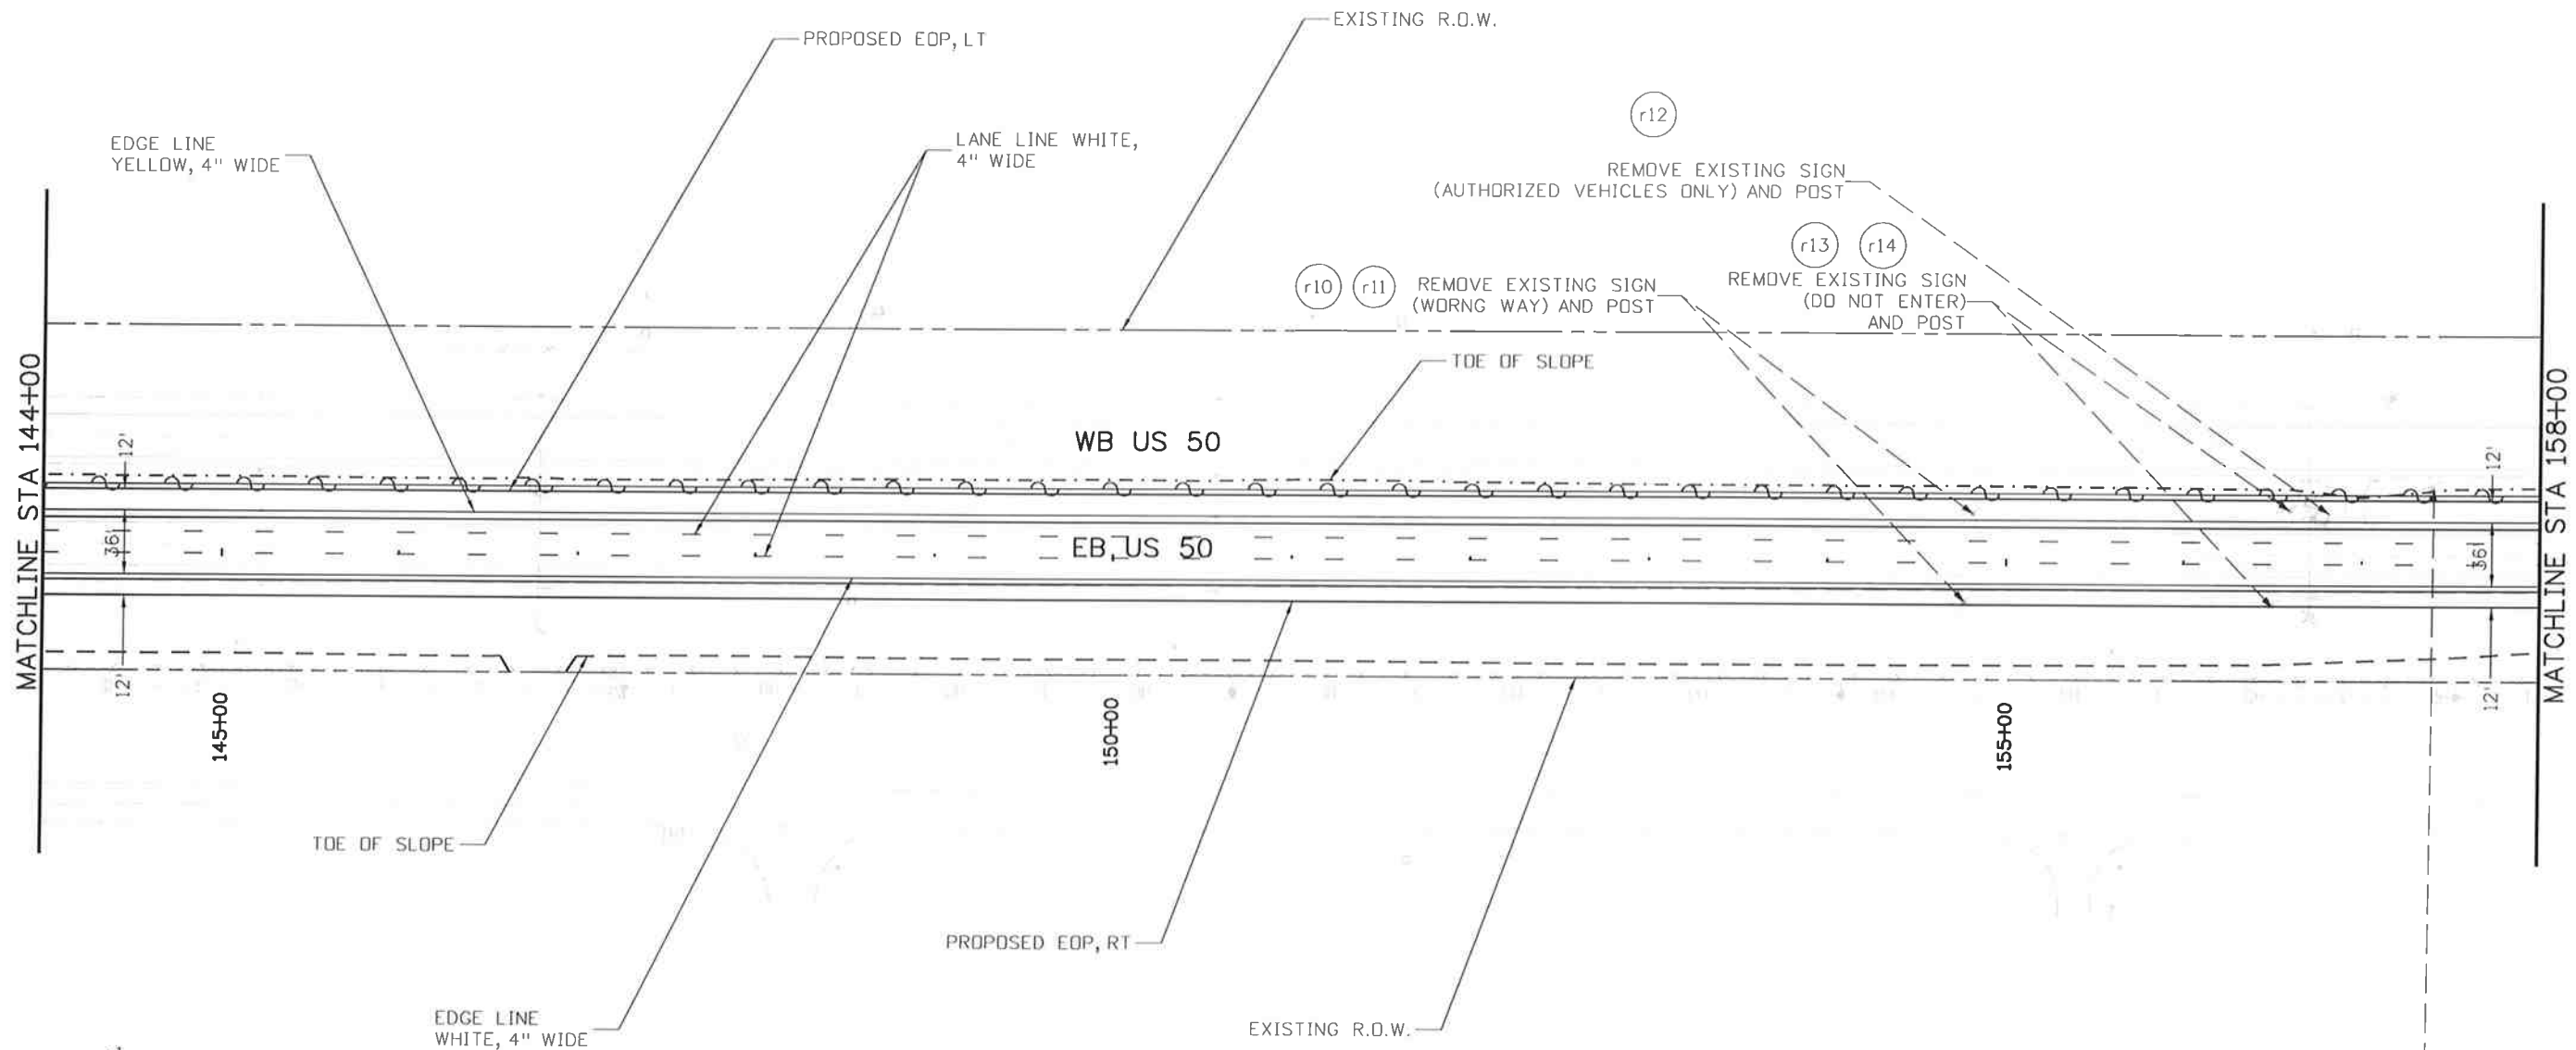 EXISTING R.O.W.
PROPOSED EOP, LT
r12
EDGE LINE
YELLOW, 4" WIDE
LANE LINE WHITE,
4" WIDE
REMOVE EXISTING SIGN
(AUTHORIZED VEHICLES ONLY) AND POST
r13 r14
REMOVE EXISTING SIGN
(DO NOT ENTER)
AND POST
r10 r11
REMOVE EXISTING SIGN
(WORNG WAY) AND POST
TOE OF SLOPE
MATCHLINE STA 144+00
MATCHLINE STA 158+00
12'
WB US 50
12'
36'
EB, US 50
36'
12'
12'
145+00
150+00
155+00
TOE OF SLOPE
PROPOSED EOP, RT
EDGE LINE
WHITE, 4" WIDE
EXISTING R.O.W.